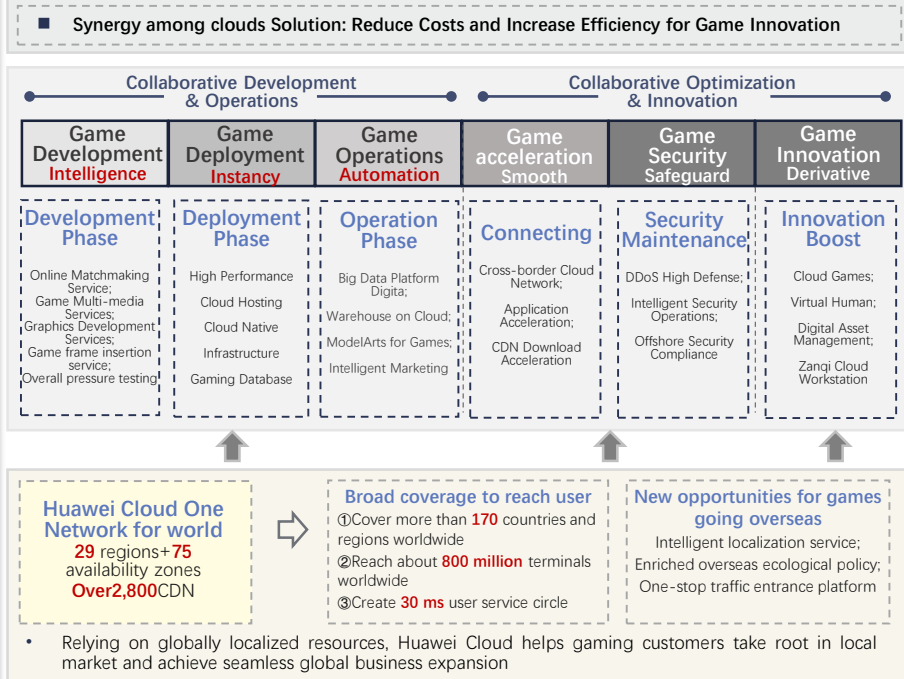 ■ Synergy among clouds Solution: Reduce Costs and Increase Efficiency for Game Innovation
Collaborative Development
& Operations
Collaborative Optimization
& Innovation
Game
Development
Intelligence
Game
Deployment
Instancy
Game
Operations
Automation
Game
acceleration
Smooth
Game
Security
Safeguard
Game
Innovation
Derivative
Development
Phase
Online Matchmaking
Service;
Game Multi-media
Services;
Graphics Development
Services;
Game frame insertion
service;
Overall pressure testing
Deployment
Phase
High Performance
Cloud Hosting
Cloud Native
Infrastructure
Gaming Database
Operation
Phase
Big Data Platform
Digita;
Warehouse on Cloud;
ModelArts for Games;
Intelligent Marketing
Connecting
Cross-border Cloud
Network;
Application
Acceleration;
CDN Download
Acceleration
Security
Maintenance
DDoS High Defense;
Intelligent Security
Operations;
Offshore Security
Compliance
Innovation
Boost
Cloud Games;
Virtual Human;
Digital Asset
Management;
Zanqi Cloud
Workstation
Huawei Cloud One
Network for world
29 regions+75
availability zones
Over2,800CDN
Broad coverage to reach user
①Cover more than 170 countries and
regions worldwide
②Reach about 800 million terminals
worldwide
③Create 30 ms user service circle
New opportunities for games
going overseas
Intelligent localization service;
Enriched overseas ecological policy;
One-stop traffic entrance platform
• Relying on globally localized resources, Huawei Cloud helps gaming customers take root in local
market and achieve seamless global business expansion